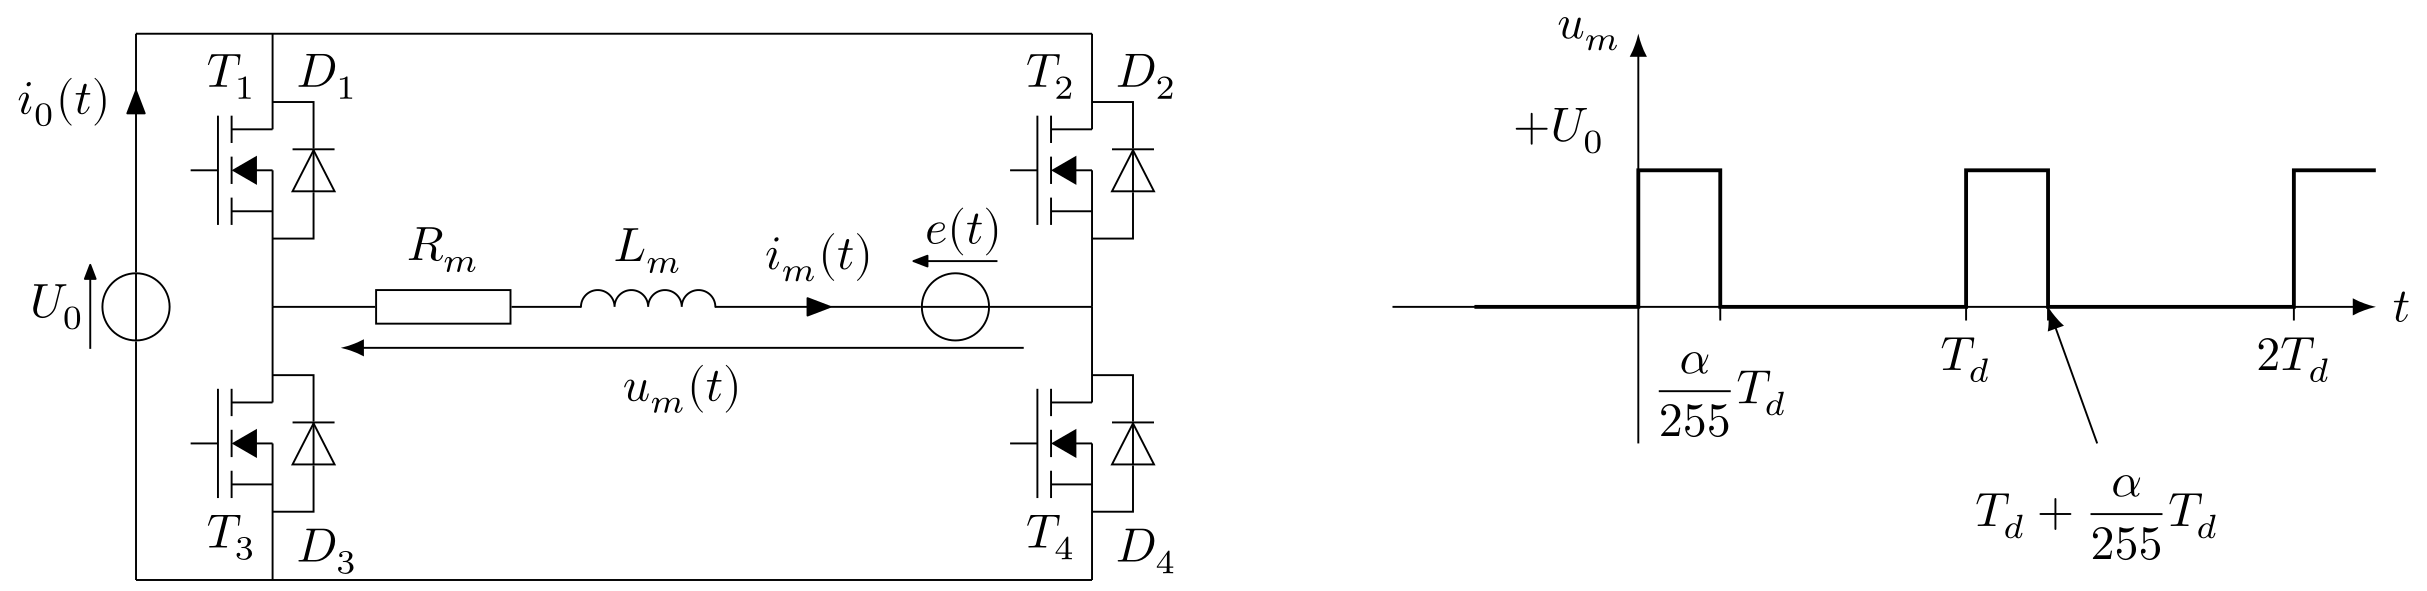 T_1 D_1
T_2 D_2
i_0(t)
R_m L_m i_m(t) e(t)
U_0
u_m(t)
T_3 D_3
T_4 D_4
u_m
+U_0
t
\frac{\alpha}{255}T_d
T_d
2T_d
T_d + \frac{\alpha}{255}T_d